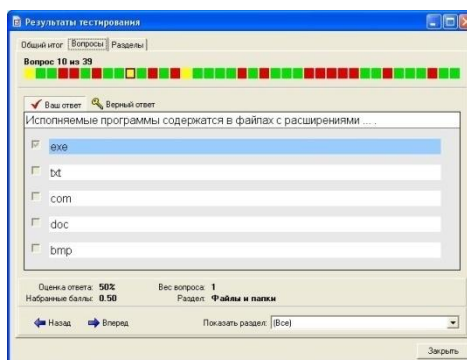 Результаты тестирования
Общий итог Вопросы Разделы
Вопрос 10 из 39
Ваш ответ Верный ответ
Исполняемые программы содержатся в файлах с расширениями ... .
exe
txt
com
doc
bmp
Оценка ответа: 50% Вес вопроса: 1
Набранные баллы: 0.50 Раздел: Файлы и папки
Назад Вперед Показать раздел: (Все)
Закрыть